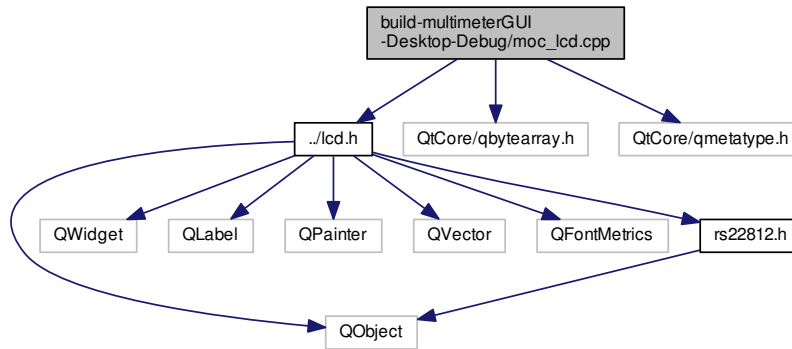 build-multimeterGUI
-Desktop-Debug/moc_lcd.cpp
../lcd.h
QtCore/qbytearray.h
QtCore/qmetatype.h
QWidget
QLabel
QPainter
QVector
QFontMetrics
rs22812.h
QObject